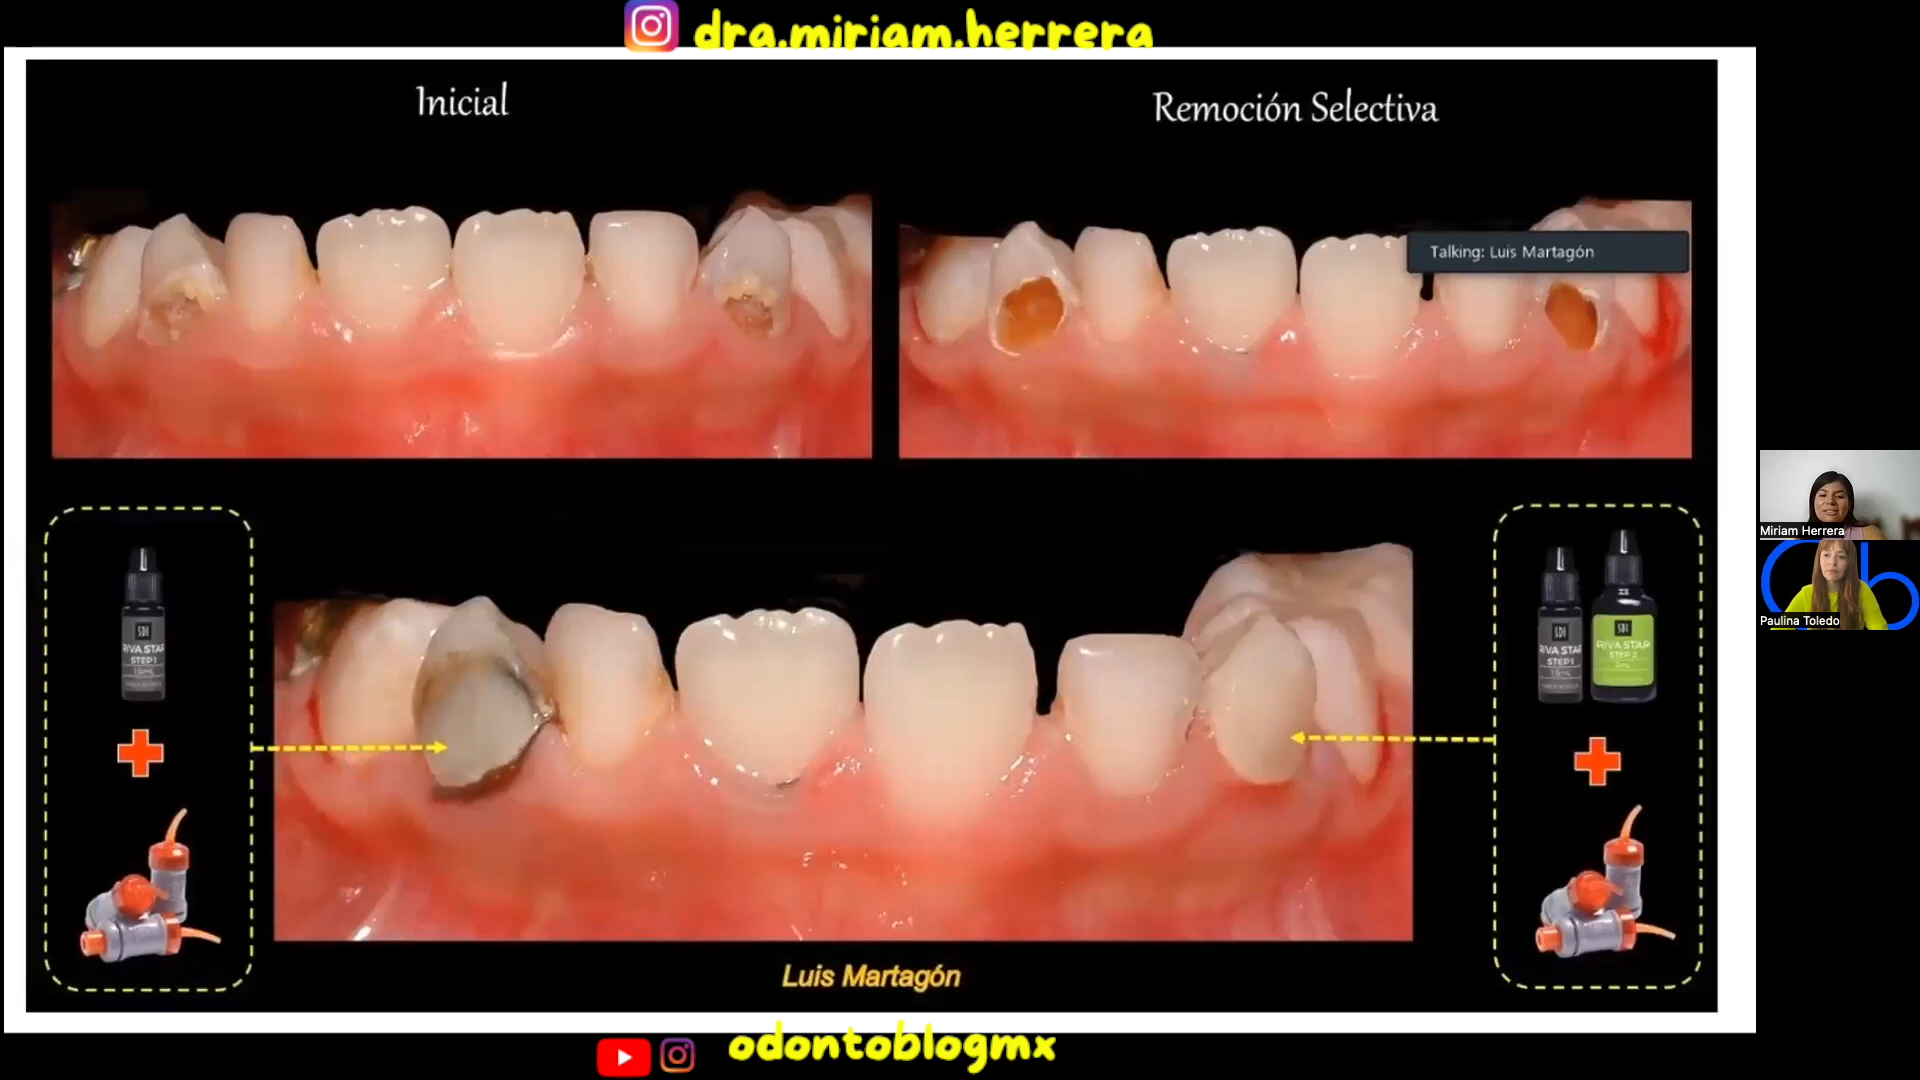 dra.miriam.herrera
Inicial
Remoción Selectiva
Talking: Luis Martagón
SDI
RIVA STAR
STEP 1
SDI
RIVA STAR
STEP 1
SDI
RIVA STAR
STEP 2
Miriam Herrera
Paulina Toledo
Luis Martagón
odontoblogmx